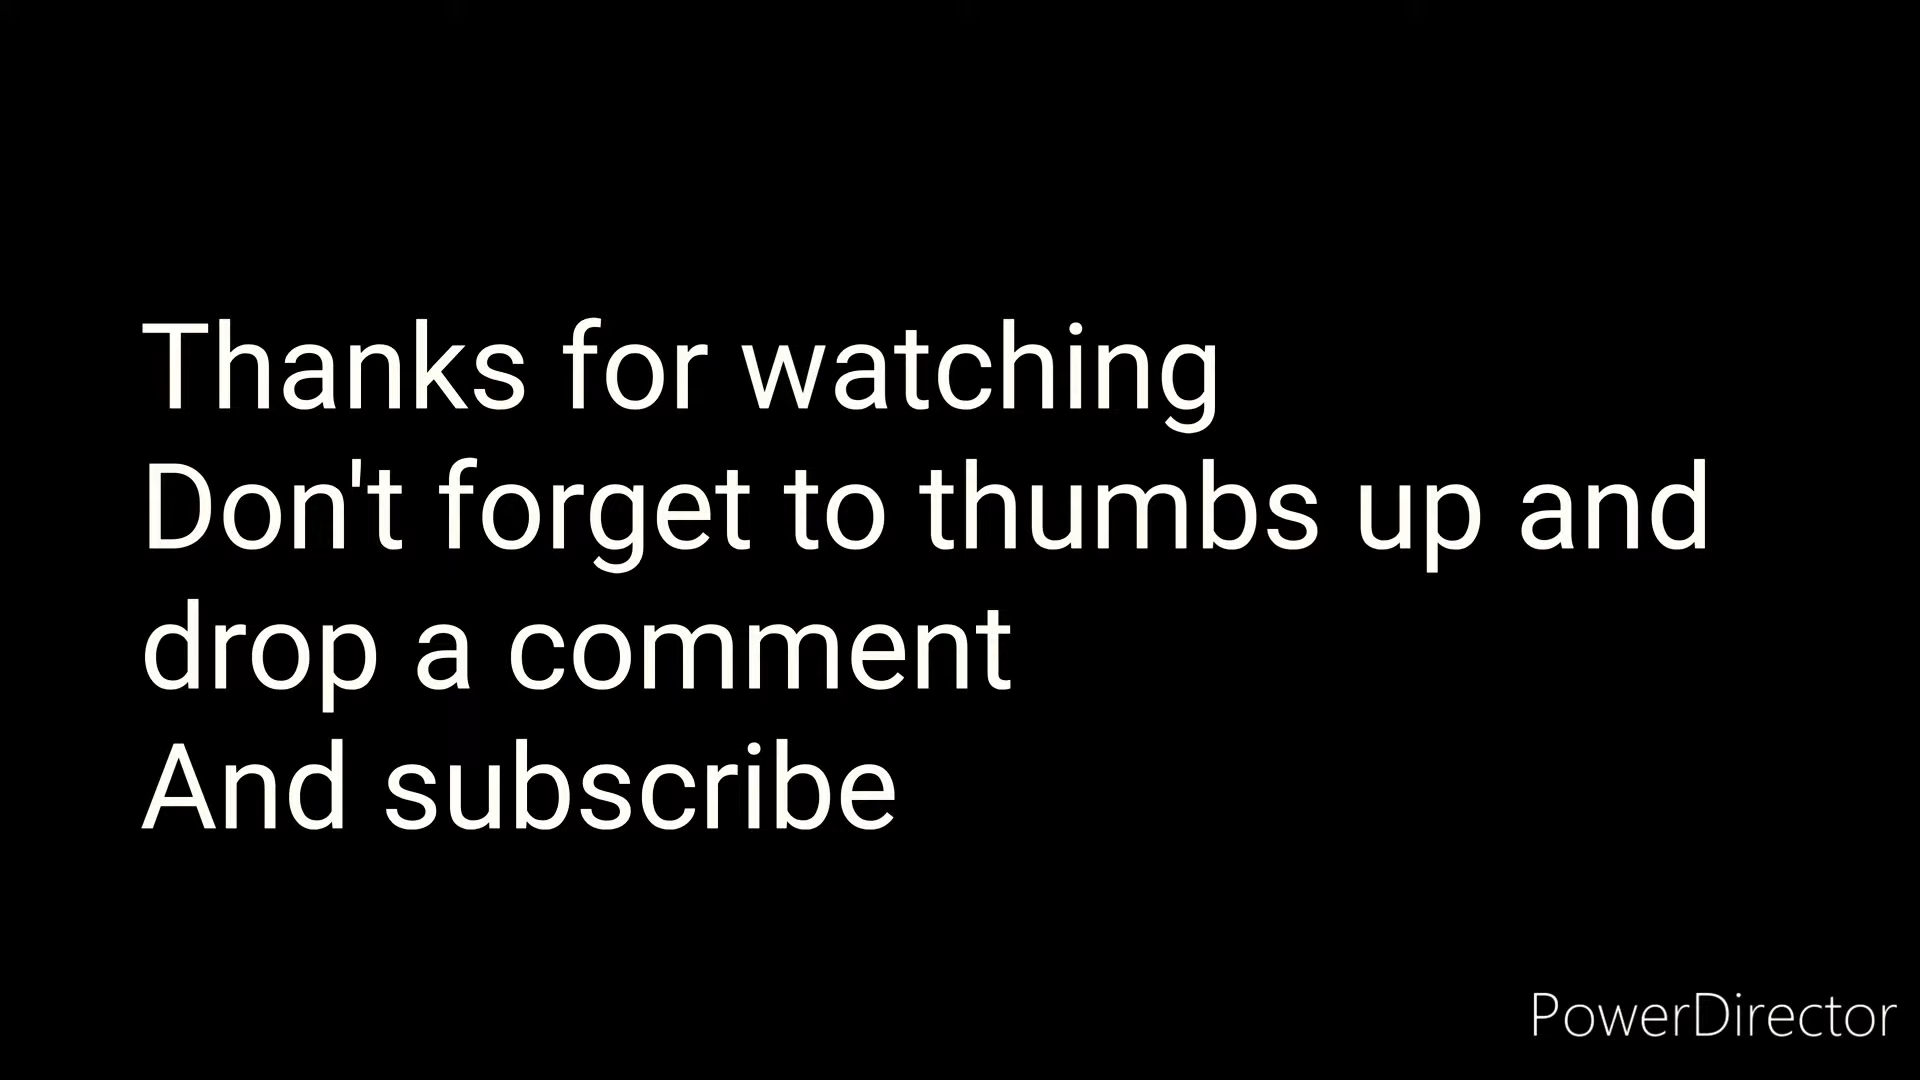 Thanks for watching
Don't forget to thumbs up and
drop a comment
And subscribe
PowerDirector